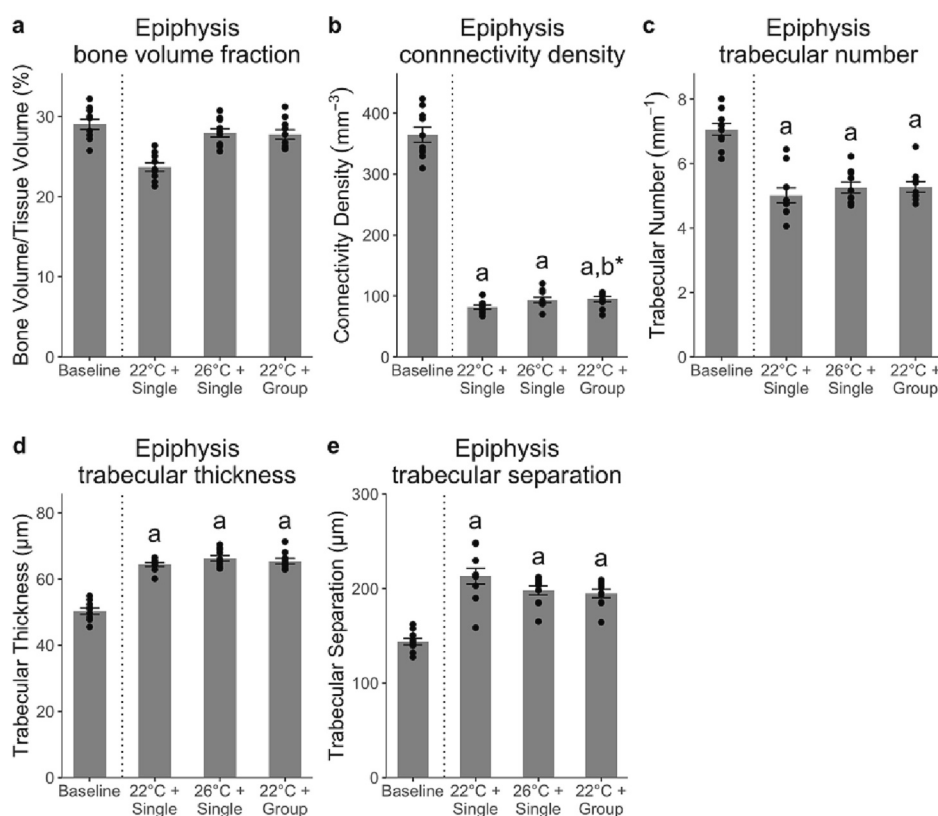 a
Epiphysis
bone volume fraction
Bone Volume/Tissue Volume (%)
30
20
10
0
Baseline
22°C +
Single
26°C +
Single
22°C +
Group
b
Epiphysis
connnectivity density
Connectivity Density (mm⁻³)
400
300
200
100
0
a
a
a,b*
Baseline
22°C +
Single
26°C +
Single
22°C +
Group
c
Epiphysis
trabecular number
Trabecular Number (mm⁻¹)
8
6
4
2
0
a
a
a
Baseline
22°C +
Single
26°C +
Single
22°C +
Group
d
Epiphysis
trabecular thickness
Trabecular Thickness (µm)
80
60
40
20
0
a
a
a
Baseline
22°C +
Single
26°C +
Single
22°C +
Group
e
Epiphysis
trabecular separation
Trabecular Separation (µm)
300
200
100
0
a
a
a
Baseline
22°C +
Single
26°C +
Single
22°C +
Group